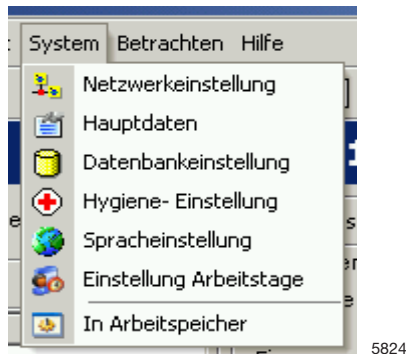 System Betrachten Hilfe
Netzwerkeinstellung
Hauptdaten
Datenbankeinstellung
Hygiene- Einstellung
Spracheinstellung
Einstellung Arbeitstage
In Arbeitspeicher
5824